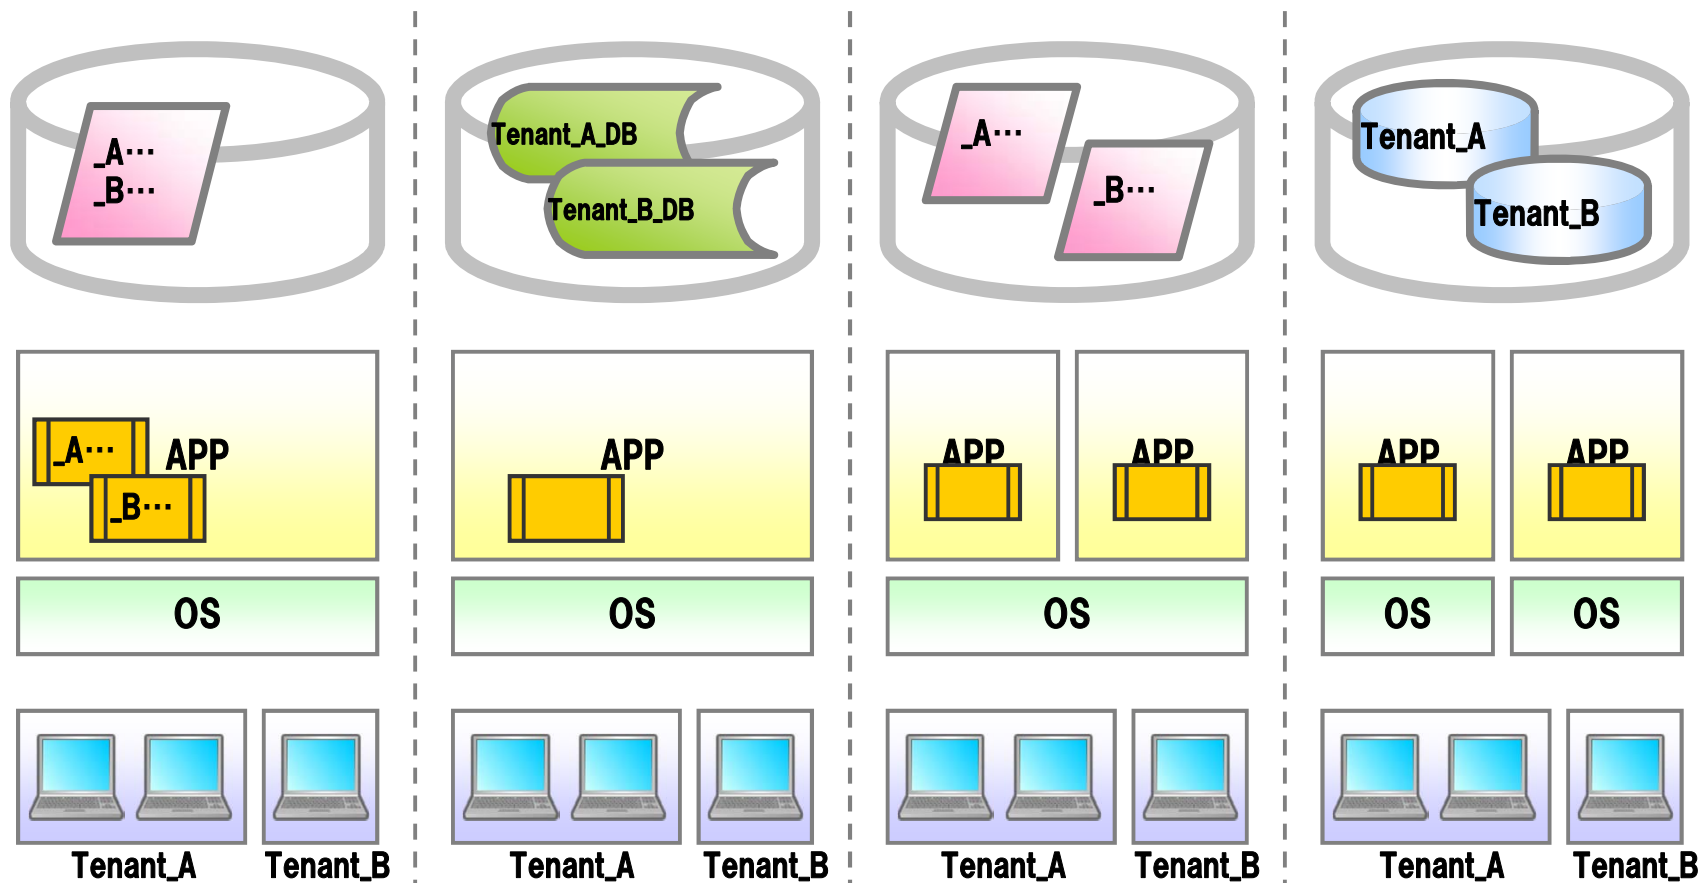 _A…
_B…
_A…
_B…
APP
OS
Tenant_A
Tenant_B
Tenant_A_DB
Tenant_B_DB
APP
OS
Tenant_A
Tenant_B
_A…
_B…
APP
APP
OS
Tenant_A
Tenant_B
Tenant_A
Tenant_B
APP
APP
OS
OS
Tenant_A
Tenant_B